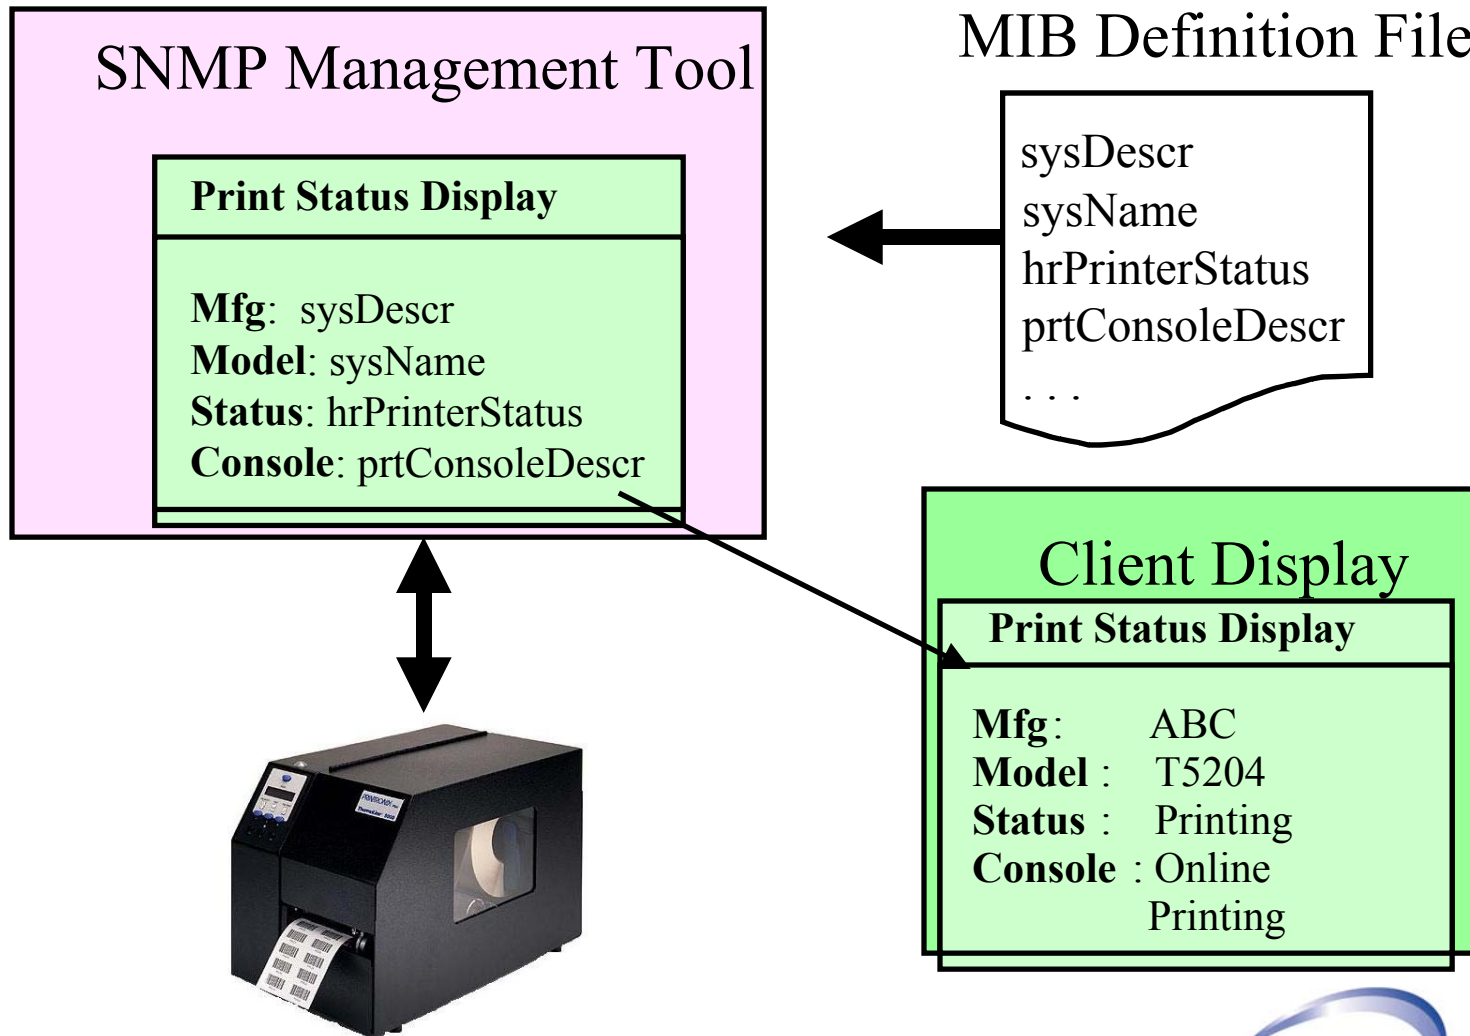 SNMP Management Tool
Print Status Display
Mfg: sysDescr
Model: sysName
Status: hrPrinterStatus
Console: prtConsoleDescr
MIB Definition File
sysDescr
sysName
hrPrinterStatus
prtConsoleDescr
. . .
Client Display
Print Status Display
Mfg : ABC
Model : T5204
Status : Printing
Console : Online
Printing
PRINTRONIX